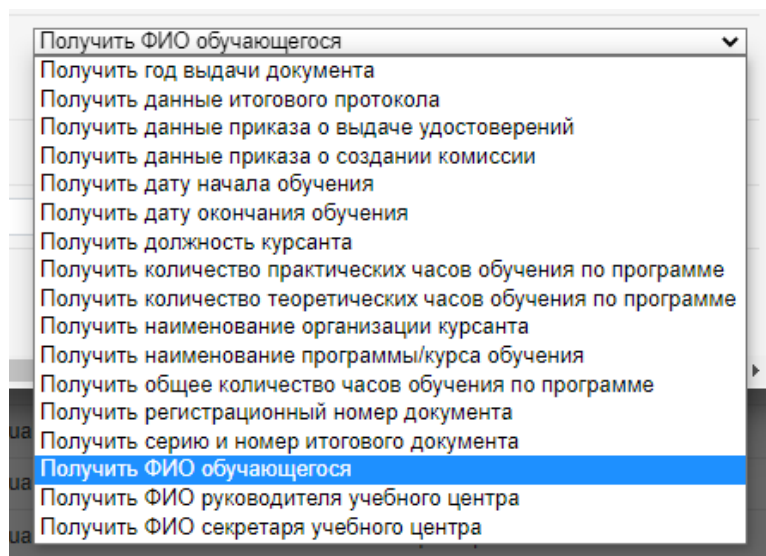 Получить ФИО обучающегося
Получить год выдачи документа
Получить данные итогового протокола
Получить данные приказа о выдаче удостоверений
Получить данные приказа о создании комиссии
Получить дату начала обучения
Получить дату окончания обучения
Получить должность курсанта
Получить количество практических часов обучения по программе
Получить количество теоретических часов обучения по программе
Получить наименование организации курсанта
Получить наименование программы/курса обучения
Получить общее количество часов обучения по программе
Получить регистрационный номер документа
Получить серию и номер итогового документа
Получить ФИО обучающегося
Получить ФИО руководителя учебного центра
Получить ФИО секретаря учебного центра